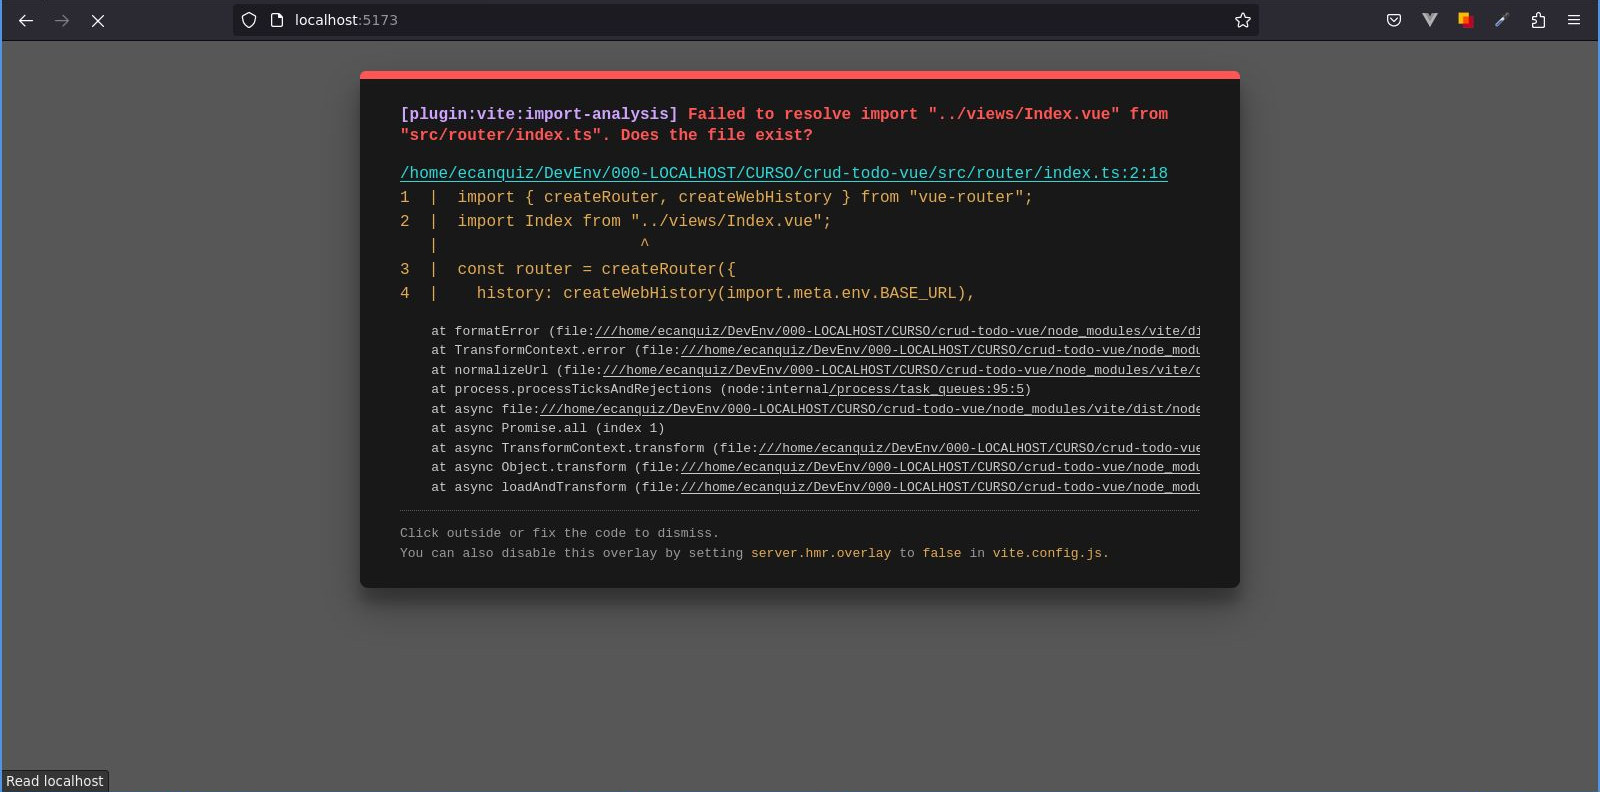 localhost:5173
[plugin:vite:import-analysis] Failed to resolve import "../views/Index.vue" from
"src/router/index.ts". Does the file exist?
/home/ecanquiz/DevEnv/000-LOCALHOST/CURSO/crud-todo-vue/src/router/index.ts:2:18
1  |  import { createRouter, createWebHistory } from "vue-router";
2  |  import Index from "../views/Index.vue";
   |                     ^
3  |  const router = createRouter({
4  |    history: createWebHistory(import.meta.env.BASE_URL),
    at formatError (file:///home/ecanquiz/DevEnv/000-LOCALHOST/CURSO/crud-todo-vue/node_modules/vite/di
    at TransformContext.error (file:///home/ecanquiz/DevEnv/000-LOCALHOST/CURSO/crud-todo-vue/node_modu
    at normalizeUrl (file:///home/ecanquiz/DevEnv/000-LOCALHOST/CURSO/crud-todo-vue/node_modules/vite/d
    at process.processTicksAndRejections (node:internal/process/task_queues:95:5)
    at async file:///home/ecanquiz/DevEnv/000-LOCALHOST/CURSO/crud-todo-vue/node_modules/vite/dist/node
    at async Promise.all (index 1)
    at async TransformContext.transform (file:///home/ecanquiz/DevEnv/000-LOCALHOST/CURSO/crud-todo-vue
    at async Object.transform (file:///home/ecanquiz/DevEnv/000-LOCALHOST/CURSO/crud-todo-vue/node_modu
    at async loadAndTransform (file:///home/ecanquiz/DevEnv/000-LOCALHOST/CURSO/crud-todo-vue/node_modu
Click outside or fix the code to dismiss.
You can also disable this overlay by setting server.hmr.overlay to false in vite.config.js.
Read localhost